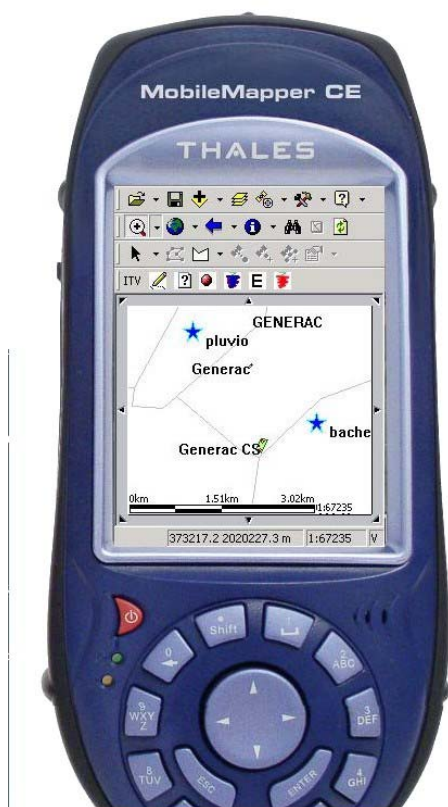 MobileMapper CE
THALES
ITV ? E
GENERAC
pluvio
Generac
bache
Generac CS
0km 1.51km 3.02km
1:67235
373217.2 2020227.3 m 1:67235 V
Shift
0
2 ABC
9 WXYZ
3 DEF
8 TUV
ESC
ENTER
4 GHI